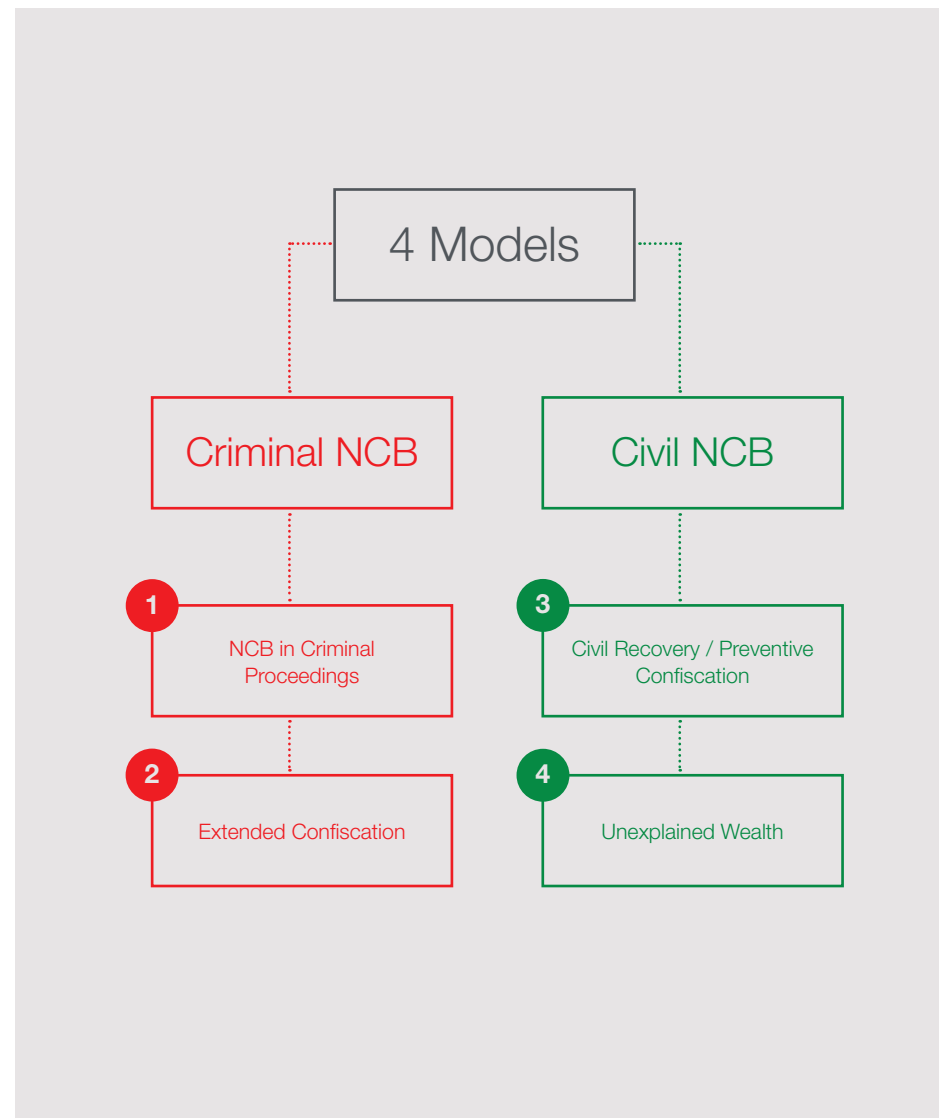 4 Models
Criminal NCB
Civil NCB
1
NCB in Criminal
Proceedings
2
Extended Confiscation
3
Civil Recovery / Preventive
Confiscation
4
Unexplained Wealth